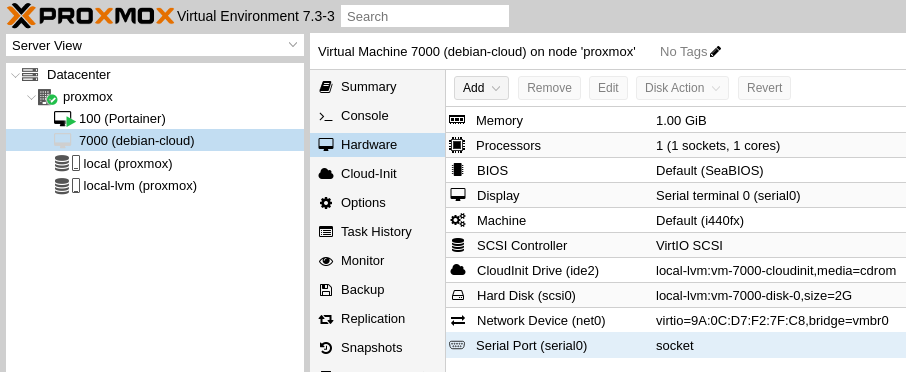 PROXMOX Virtual Environment 7.3-3 Search
Server View
Datacenter
proxmox
100 (Portainer)
7000 (debian-cloud)
local (proxmox)
local-lvm (proxmox)
Virtual Machine 7000 (debian-cloud) on node 'proxmox' No Tags
Summary
Console
Hardware
Cloud-Init
Options
Task History
Monitor
Backup
Replication
Snapshots
Add Remove Edit Disk Action Revert
Memory 1.00 GiB
Processors 1 (1 sockets, 1 cores)
BIOS Default (SeaBIOS)
Display Serial terminal 0 (serial0)
Machine Default (i440fx)
SCSI Controller VirtIO SCSI
CloudInit Drive (ide2) local-lvm:vm-7000-cloudinit,media=cdrom
Hard Disk (scsi0) local-lvm:vm-7000-disk-0,size=2G
Network Device (net0) virtio=9A:0C:D7:F2:7F:C8,bridge=vmbr0
Serial Port (serial0) socket